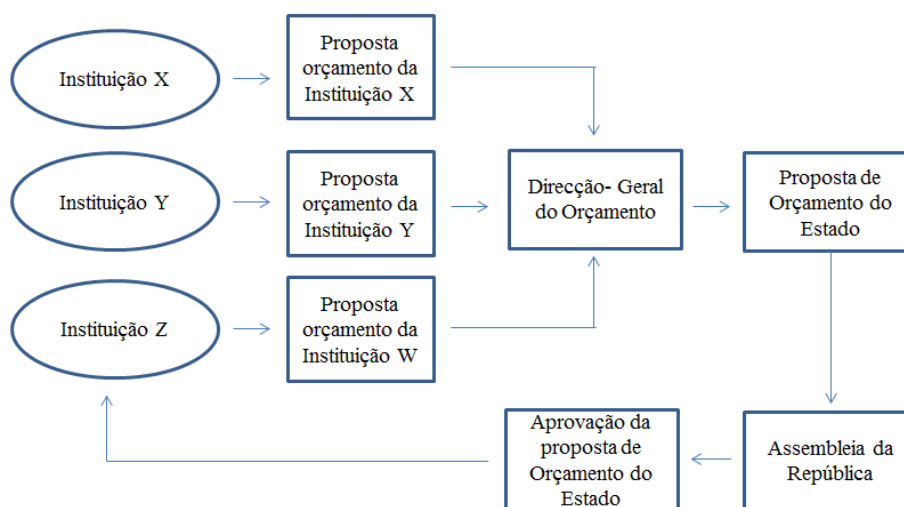 Instituição X
Proposta
orçamento da
Instituição X
Instituição Y
Proposta
orçamento da
Instituição Y
Direcção- Geral
do Orçamento
Proposta de
Orçamento do
Estado
Instituição Z
Proposta
orçamento da
Instituição W
Aprovação da
proposta de
Orçamento do
Estado
Assembleia da
República